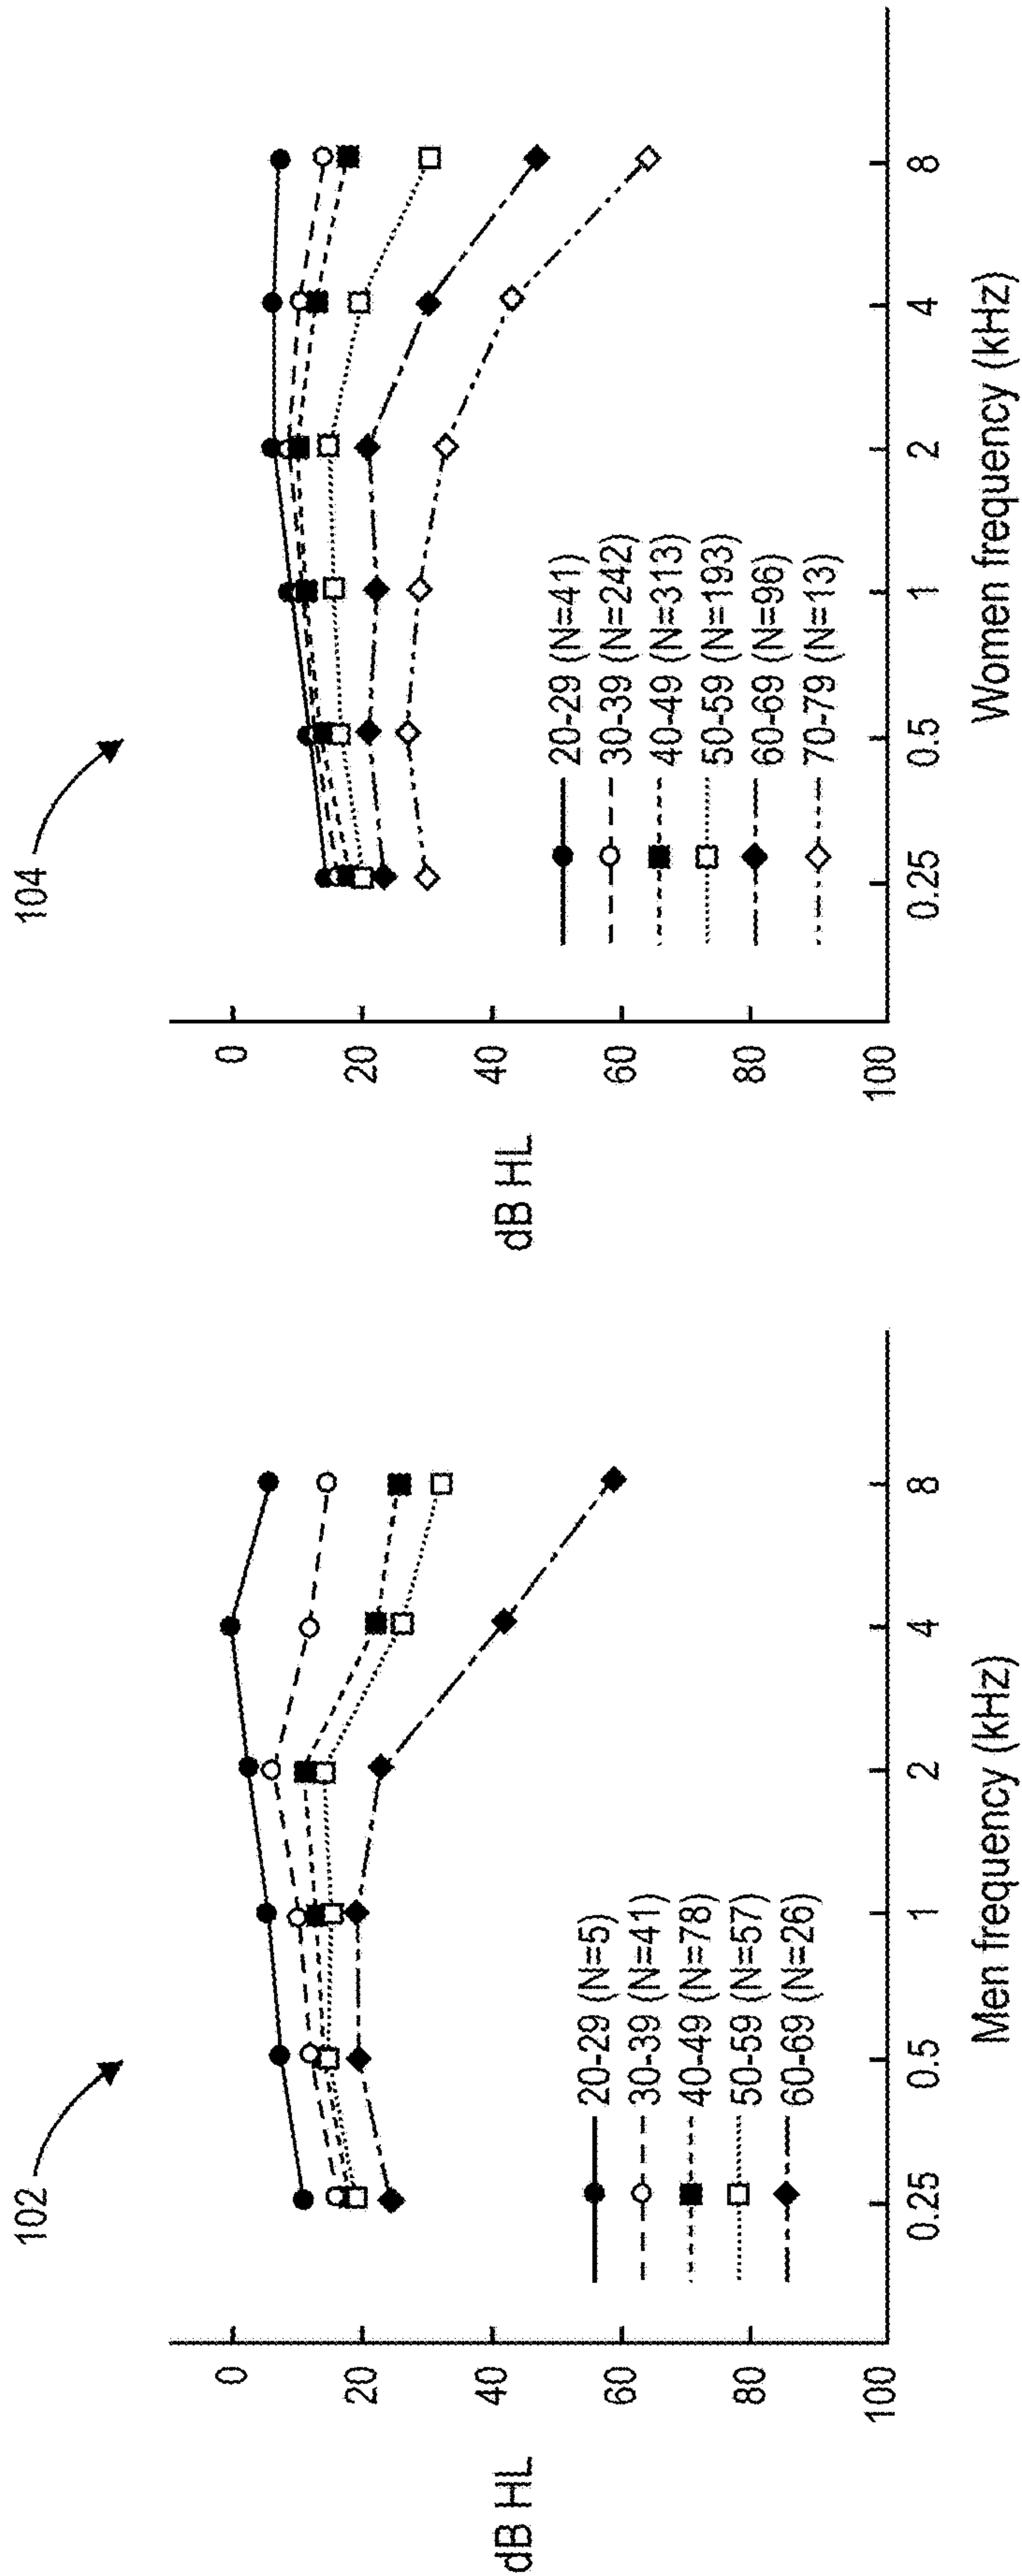 102
dB HL
0
20
40
60
80
100
20-29 (N=5)
30-39 (N=41)
40-49 (N=78)
50-59 (N=57)
60-69 (N=26)
0.25 0.5 1 2 4 8
Men frequency (kHz)
104
dB HL
0
20
40
60
80
100
20-29 (N=41)
30-39 (N=242)
40-49 (N=313)
50-59 (N=193)
60-69 (N=96)
70-79 (N=13)
0.25 0.5 1 2 4 8
Women frequency (kHz)